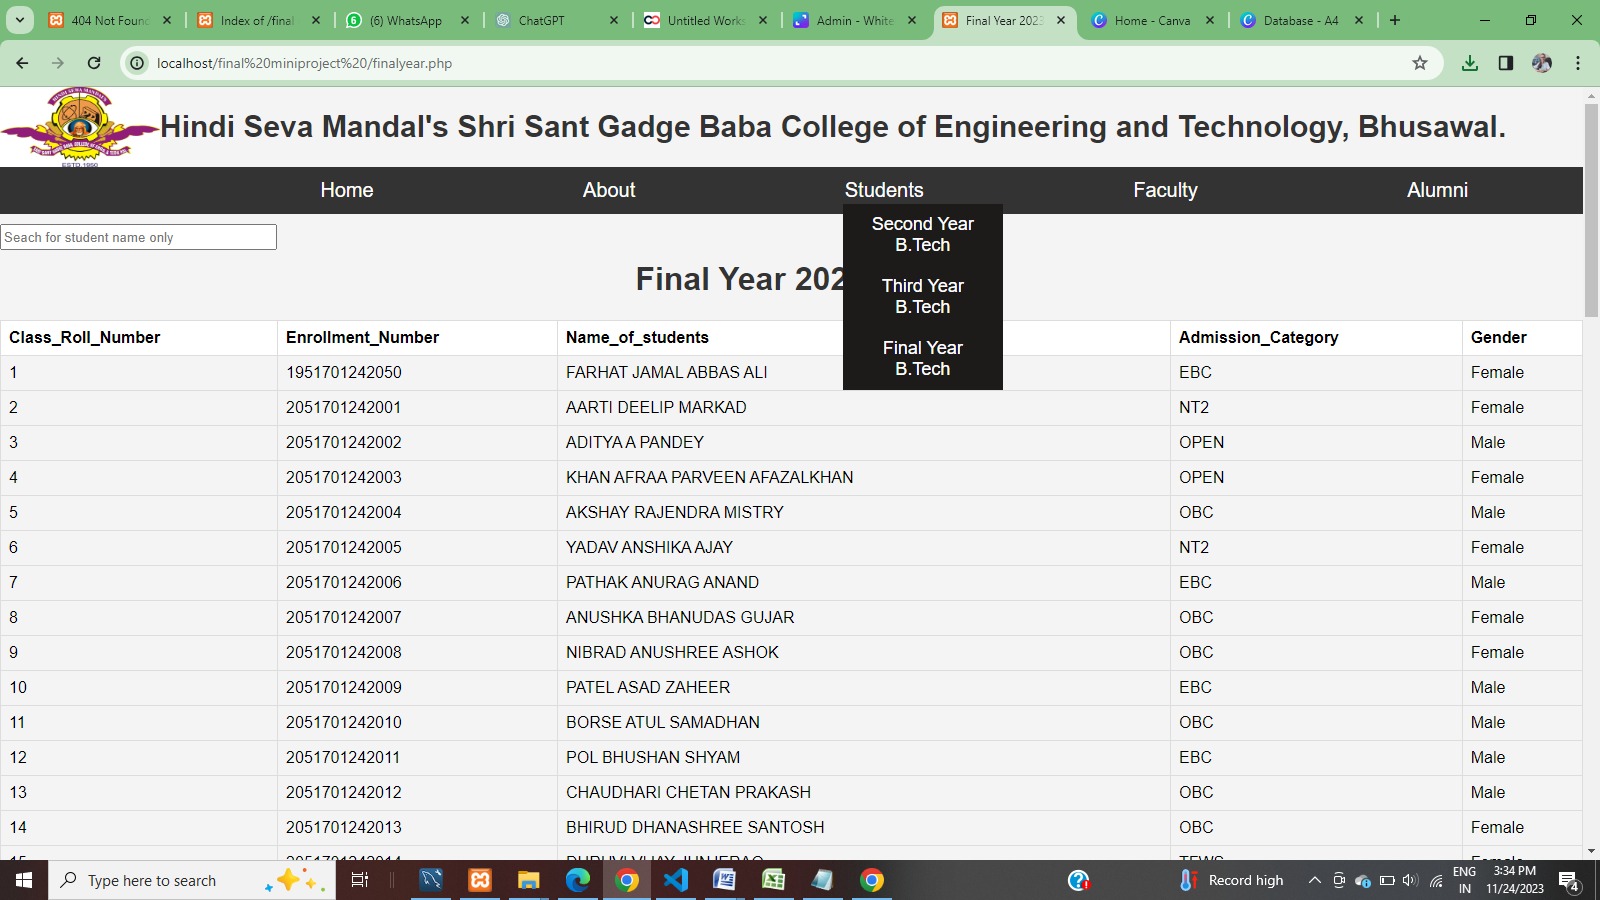 404 Not Found
Index of /final
(6) WhatsApp
ChatGPT
Untitled Works
Admin - White
Final Year 2023
Home - Canva
Database - A4
localhost/final%20miniproject%20/finalyear.php
Hindi Seva Mandal's Shri Sant Gadge Baba College of Engineering and Technology, Bhusawal.
ESTD.1990
Home About Students Faculty Alumni
Second Year
B.Tech
Third Year
B.Tech
Final Year
B.Tech
Seach for student name only
Final Year 202
Class_Roll_Number Enrollment_Number Name_of_students Admission_Category Gender
1 1951701242050 FARHAT JAMAL ABBAS ALI EBC Female
2 2051701242001 AARTI DEELIP MARKAD NT2 Female
3 2051701242002 ADITYA A PANDEY OPEN Male
4 2051701242003 KHAN AFRAA PARVEEN AFAZALKHAN OPEN Female
5 2051701242004 AKSHAY RAJENDRA MISTRY OBC Male
6 2051701242005 YADAV ANSHIKA AJAY NT2 Female
7 2051701242006 PATHAK ANURAG ANAND EBC Male
8 2051701242007 ANUSHKA BHANUDAS GUJAR OBC Female
9 2051701242008 NIBRAD ANUSHREE ASHOK OBC Female
10 2051701242009 PATEL ASAD ZAHEER EBC Male
11 2051701242010 BORSE ATUL SAMADHAN OBC Male
12 2051701242011 POL BHUSHAN SHYAM EBC Male
13 2051701242012 CHAUDHARI CHETAN PRAKASH OBC Male
14 2051701242013 BHIRUD DHANASHREE SANTOSH OBC Female
15 2051701242014
Type here to search
Record high
ENG
IN
3:34 PM
11/24/2023
4